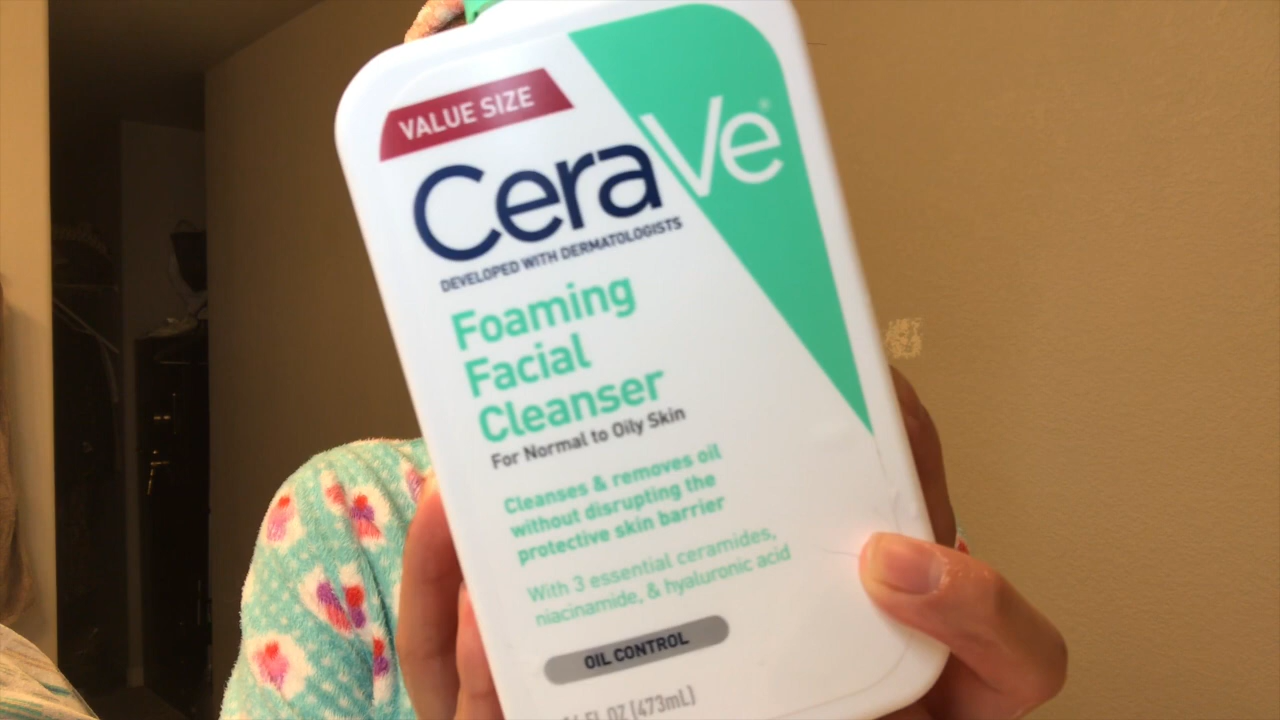 VALUE SIZE
CeraVe®
DEVELOPED WITH DERMATOLOGISTS
Foaming
Facial
Cleanser
For Normal to Oily Skin
Cleanses & removes oil
without disrupting the
protective skin barrier
With 3 essential ceramides,
niacinamide, & hyaluronic acid
OIL CONTROL
FL OZ (473mL)